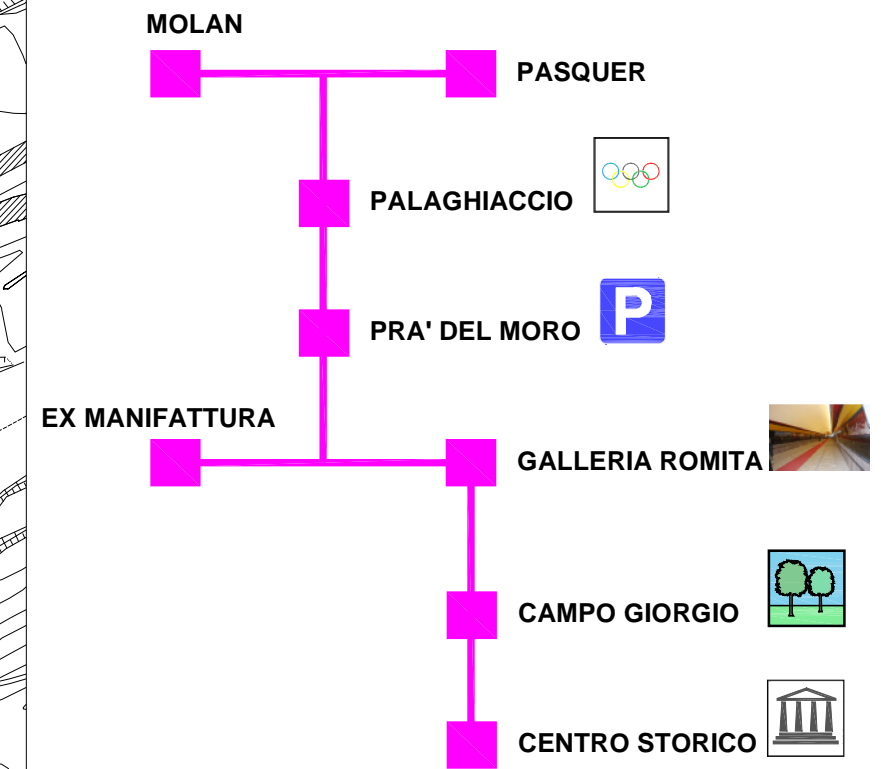 MOLAN
PASQUER
PALAGHIACCIO
PRA' DEL MORO
P
EX MANIFATTURA
GALLERIA ROMITA
CAMPO GIORGIO
CENTRO STORICO